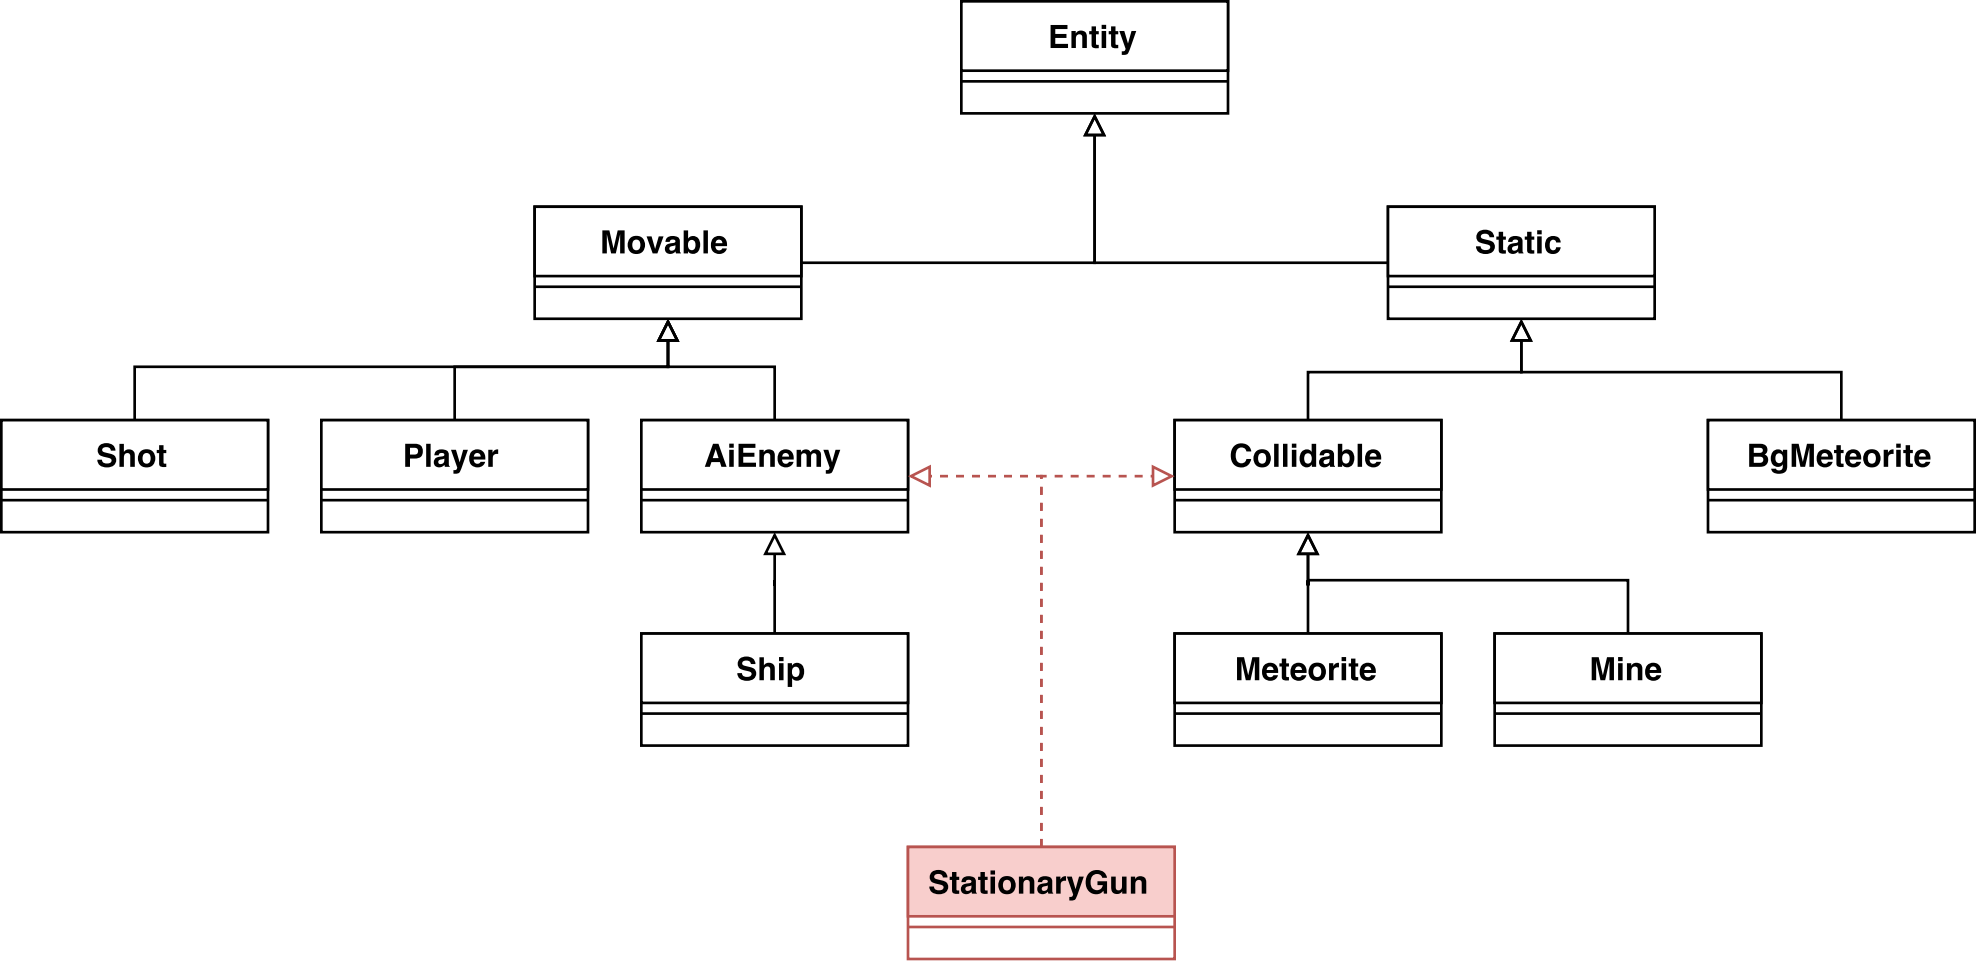 Entity
Movable
Static
Shot
Player
AiEnemy
Collidable
BgMeteorite
Ship
Meteorite
Mine
StationaryGun